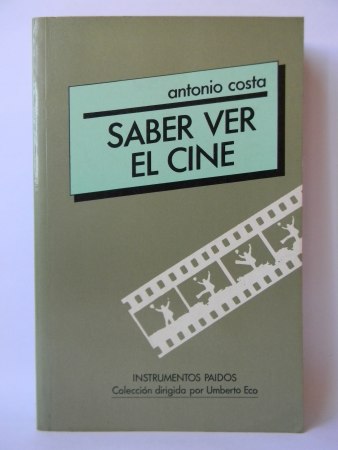 antonio costa
SABER VER
EL CINE
INSTRUMENTOS PAIDOS
Colección dirigida por Umberto Eco